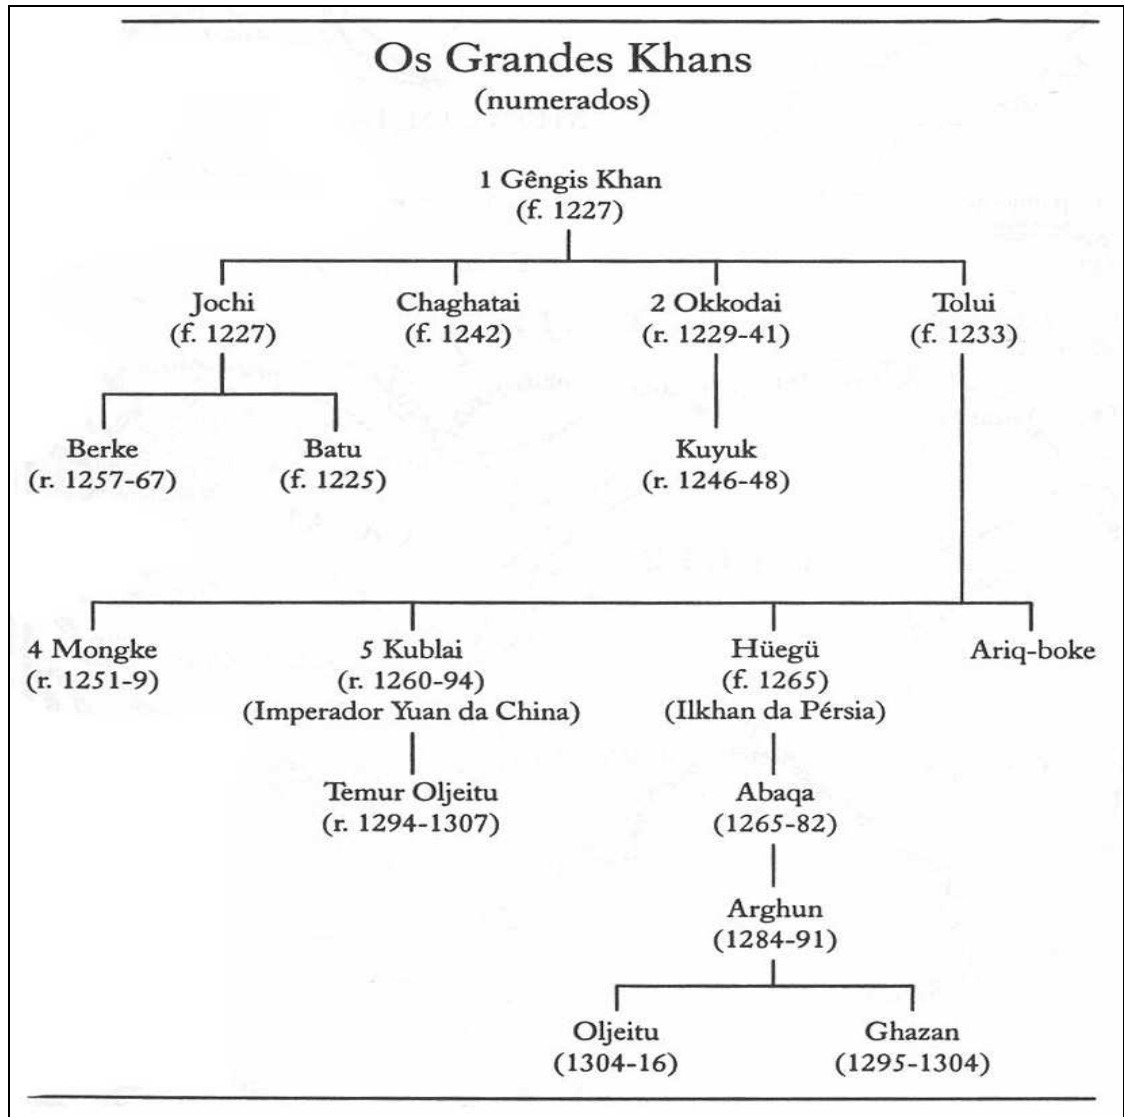 Os Grandes Khans
(numerados)
1 Gêngis Khan
(f. 1227)
Jochi
(f. 1227)
Chaghatai
(f. 1242)
2 Okkodai
(r. 1229-41)
Tolui
(f. 1233)
Berke
(r. 1257-67)
Batu
(f. 1225)
Kuyuk
(r. 1246-48)
4 Mongke
(r. 1251-9)
5 Kublai
(r. 1260-94)
(Imperador Yuan da China)
Hüegü
(f. 1265)
(Ilkhan da Pérsia)
Ariq-boke
Temur Oljeitu
(r. 1294-1307)
Abaqa
(1265-82)
Arghun
(1284-91)
Oljeitu
(1304-16)
Ghazan
(1295-1304)